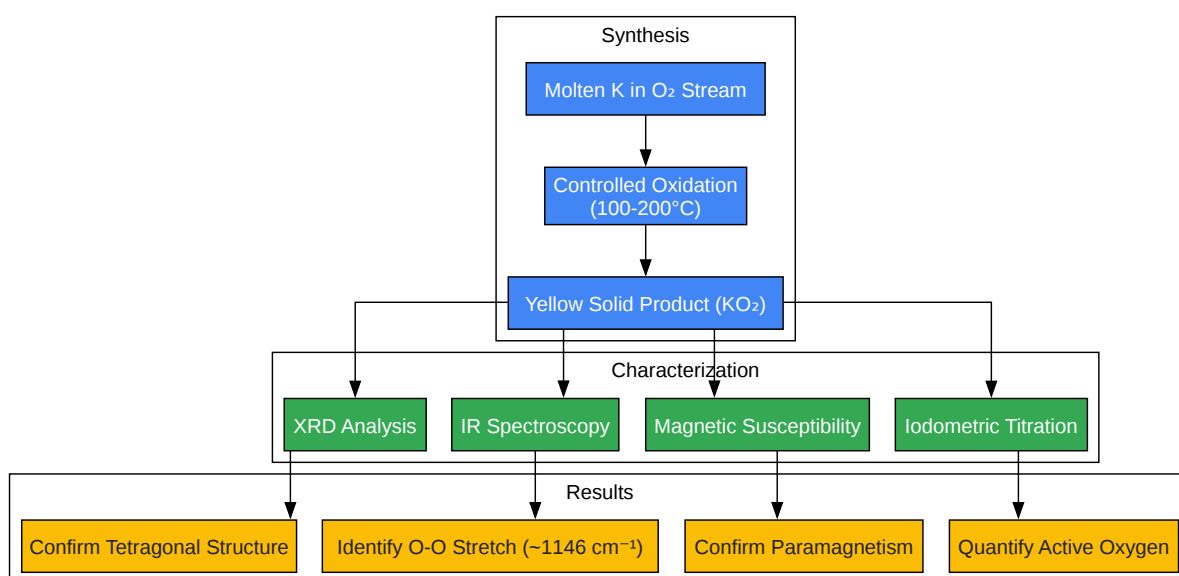 Synthesis
Molten K in O₂ Stream
Controlled Oxidation
(100-200°C)
Yellow Solid Product (KO₂)
Characterization
XRD Analysis
IR Spectroscopy
Magnetic Susceptibility
Iodometric Titration
Results
Confirm Tetragonal Structure
Identify O-O Stretch (~1146 cm⁻¹)
Confirm Paramagnetism
Quantify Active Oxygen